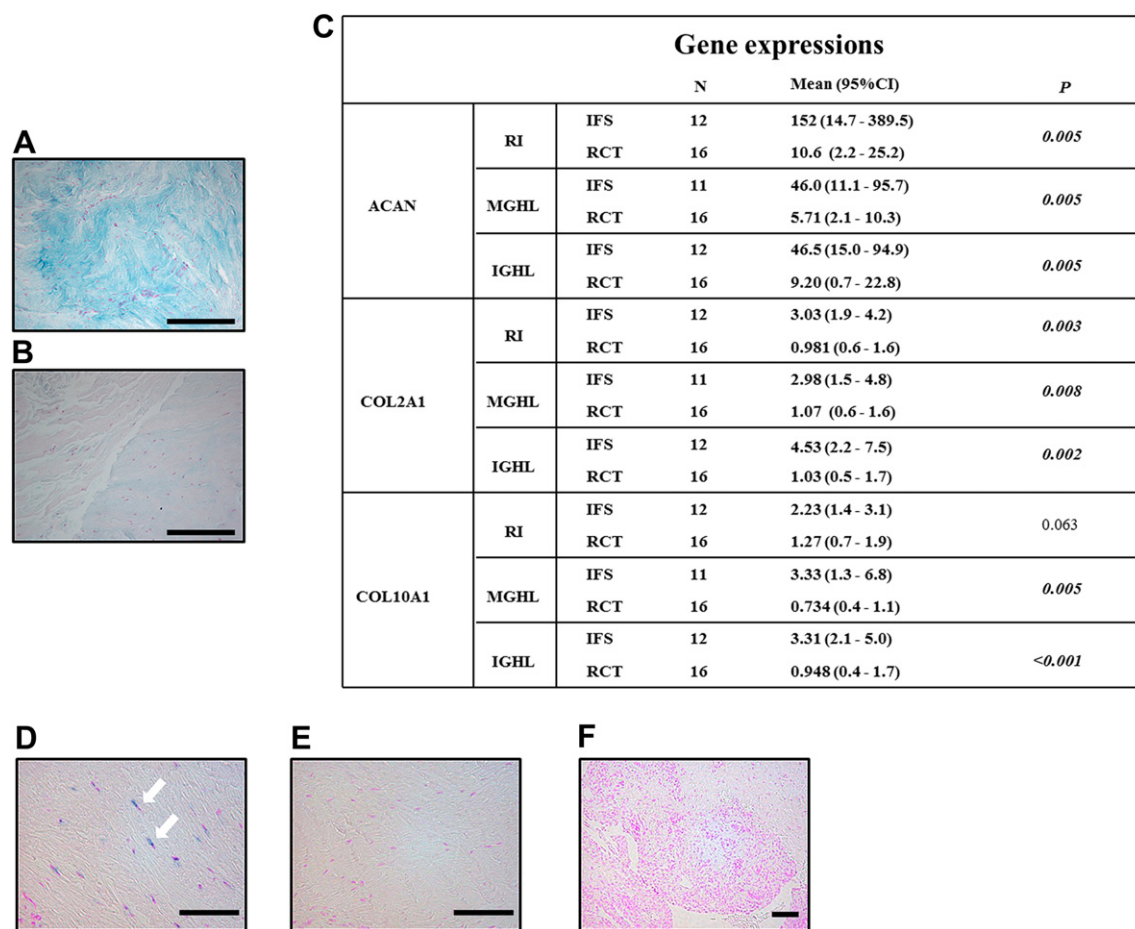 C
Gene expressions
N Mean (95%CI) P
ACAN RI IFS 12 152 (14.7 - 389.5) 0.005
RCT 16 10.6 (2.2 - 25.2)
MGHL IFS 11 46.0 (11.1 - 95.7) 0.005
RCT 16 5.71 (2.1 - 10.3)
IGHL IFS 12 46.5 (15.0 - 94.9) 0.005
RCT 16 9.20 (0.7 - 22.8)
COL2A1 RI IFS 12 3.03 (1.9 - 4.2) 0.003
RCT 16 0.981 (0.6 - 1.6)
MGHL IFS 11 2.98 (1.5 - 4.8) 0.008
RCT 16 1.07 (0.6 - 1.6)
IGHL IFS 12 4.53 (2.2 - 7.5) 0.002
RCT 16 1.03 (0.5 - 1.7)
COL10A1 RI IFS 12 2.23 (1.4 - 3.1) 0.063
RCT 16 1.27 (0.7 - 1.9)
MGHL IFS 11 3.33 (1.3 - 6.8) 0.005
RCT 16 0.734 (0.4 - 1.1)
IGHL IFS 12 3.31 (2.1 - 5.0) <0.001
RCT 16 0.948 (0.4 - 1.7)
A
B
D E F